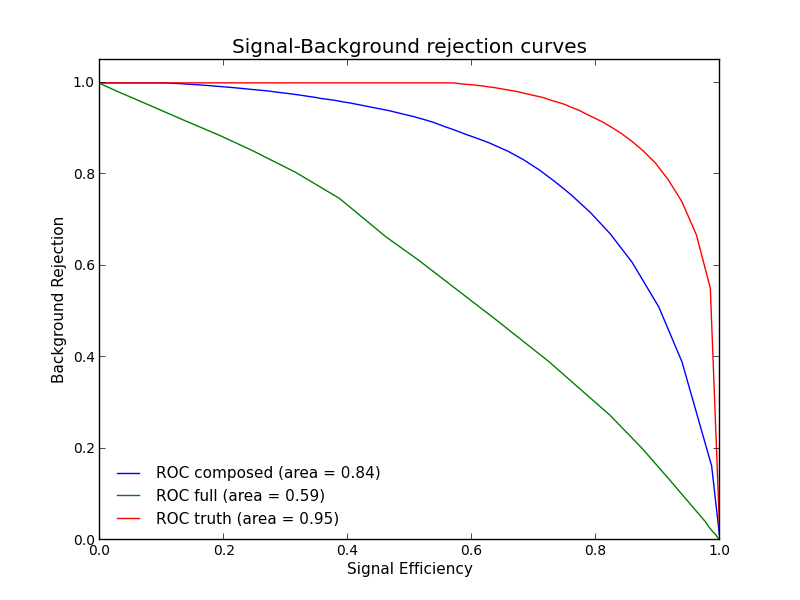 Signal-Background rejection curves
Background Rejection
1.0
0.8
0.6
0.4
0.2
0.0
ROC composed (area = 0.84)
ROC full (area = 0.59)
ROC truth (area = 0.95)
0.0 0.2 0.4 0.6 0.8 1.0
Signal Efficiency